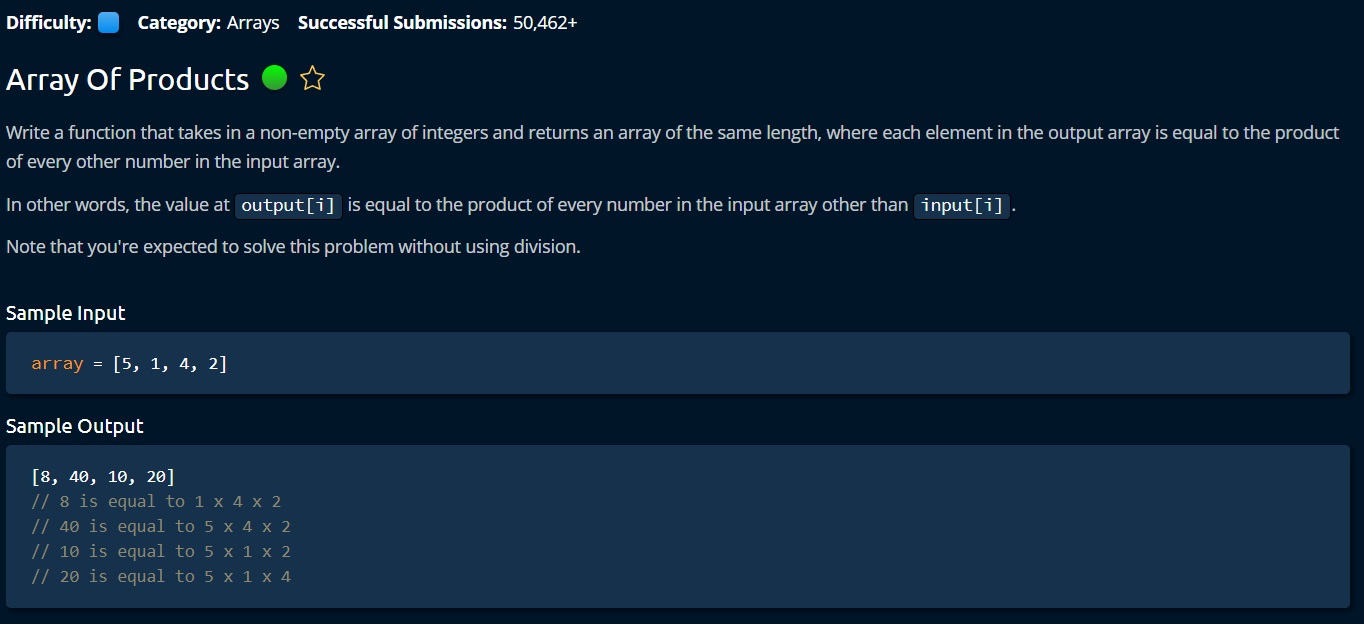 Difficulty: Category: Arrays Successful Submissions: 50,462+
Array Of Products
Write a function that takes in a non-empty array of integers and returns an array of the same length, where each element in the output array is equal to the product
of every other number in the input array.
In other words, the value at output[i] is equal to the product of every number in the input array other than input[i].
Note that you're expected to solve this problem without using division.
Sample Input
array = [5, 1, 4, 2]
Sample Output
[8, 40, 10, 20]
// 8 is equal to 1 x 4 x 2
// 40 is equal to 5 x 4 x 2
// 10 is equal to 5 x 1 x 2
// 20 is equal to 5 x 1 x 4